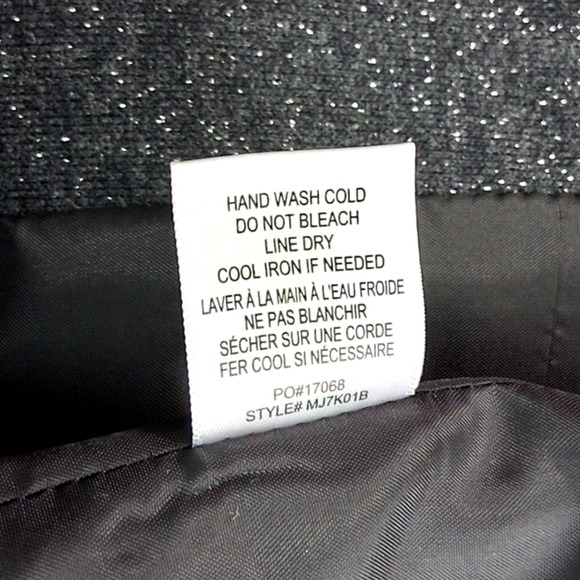 HAND WASH COLD
DO NOT BLEACH
LINE DRY
COOL IRON IF NEEDED
LAVER À LA MAIN À L'EAU FROIDE
NE PAS BLANCHIR
SÉCHER SUR UNE CORDE
FER COOL SI NÉCESSAIRE
PO#17068
STYLE# MJ7K01B